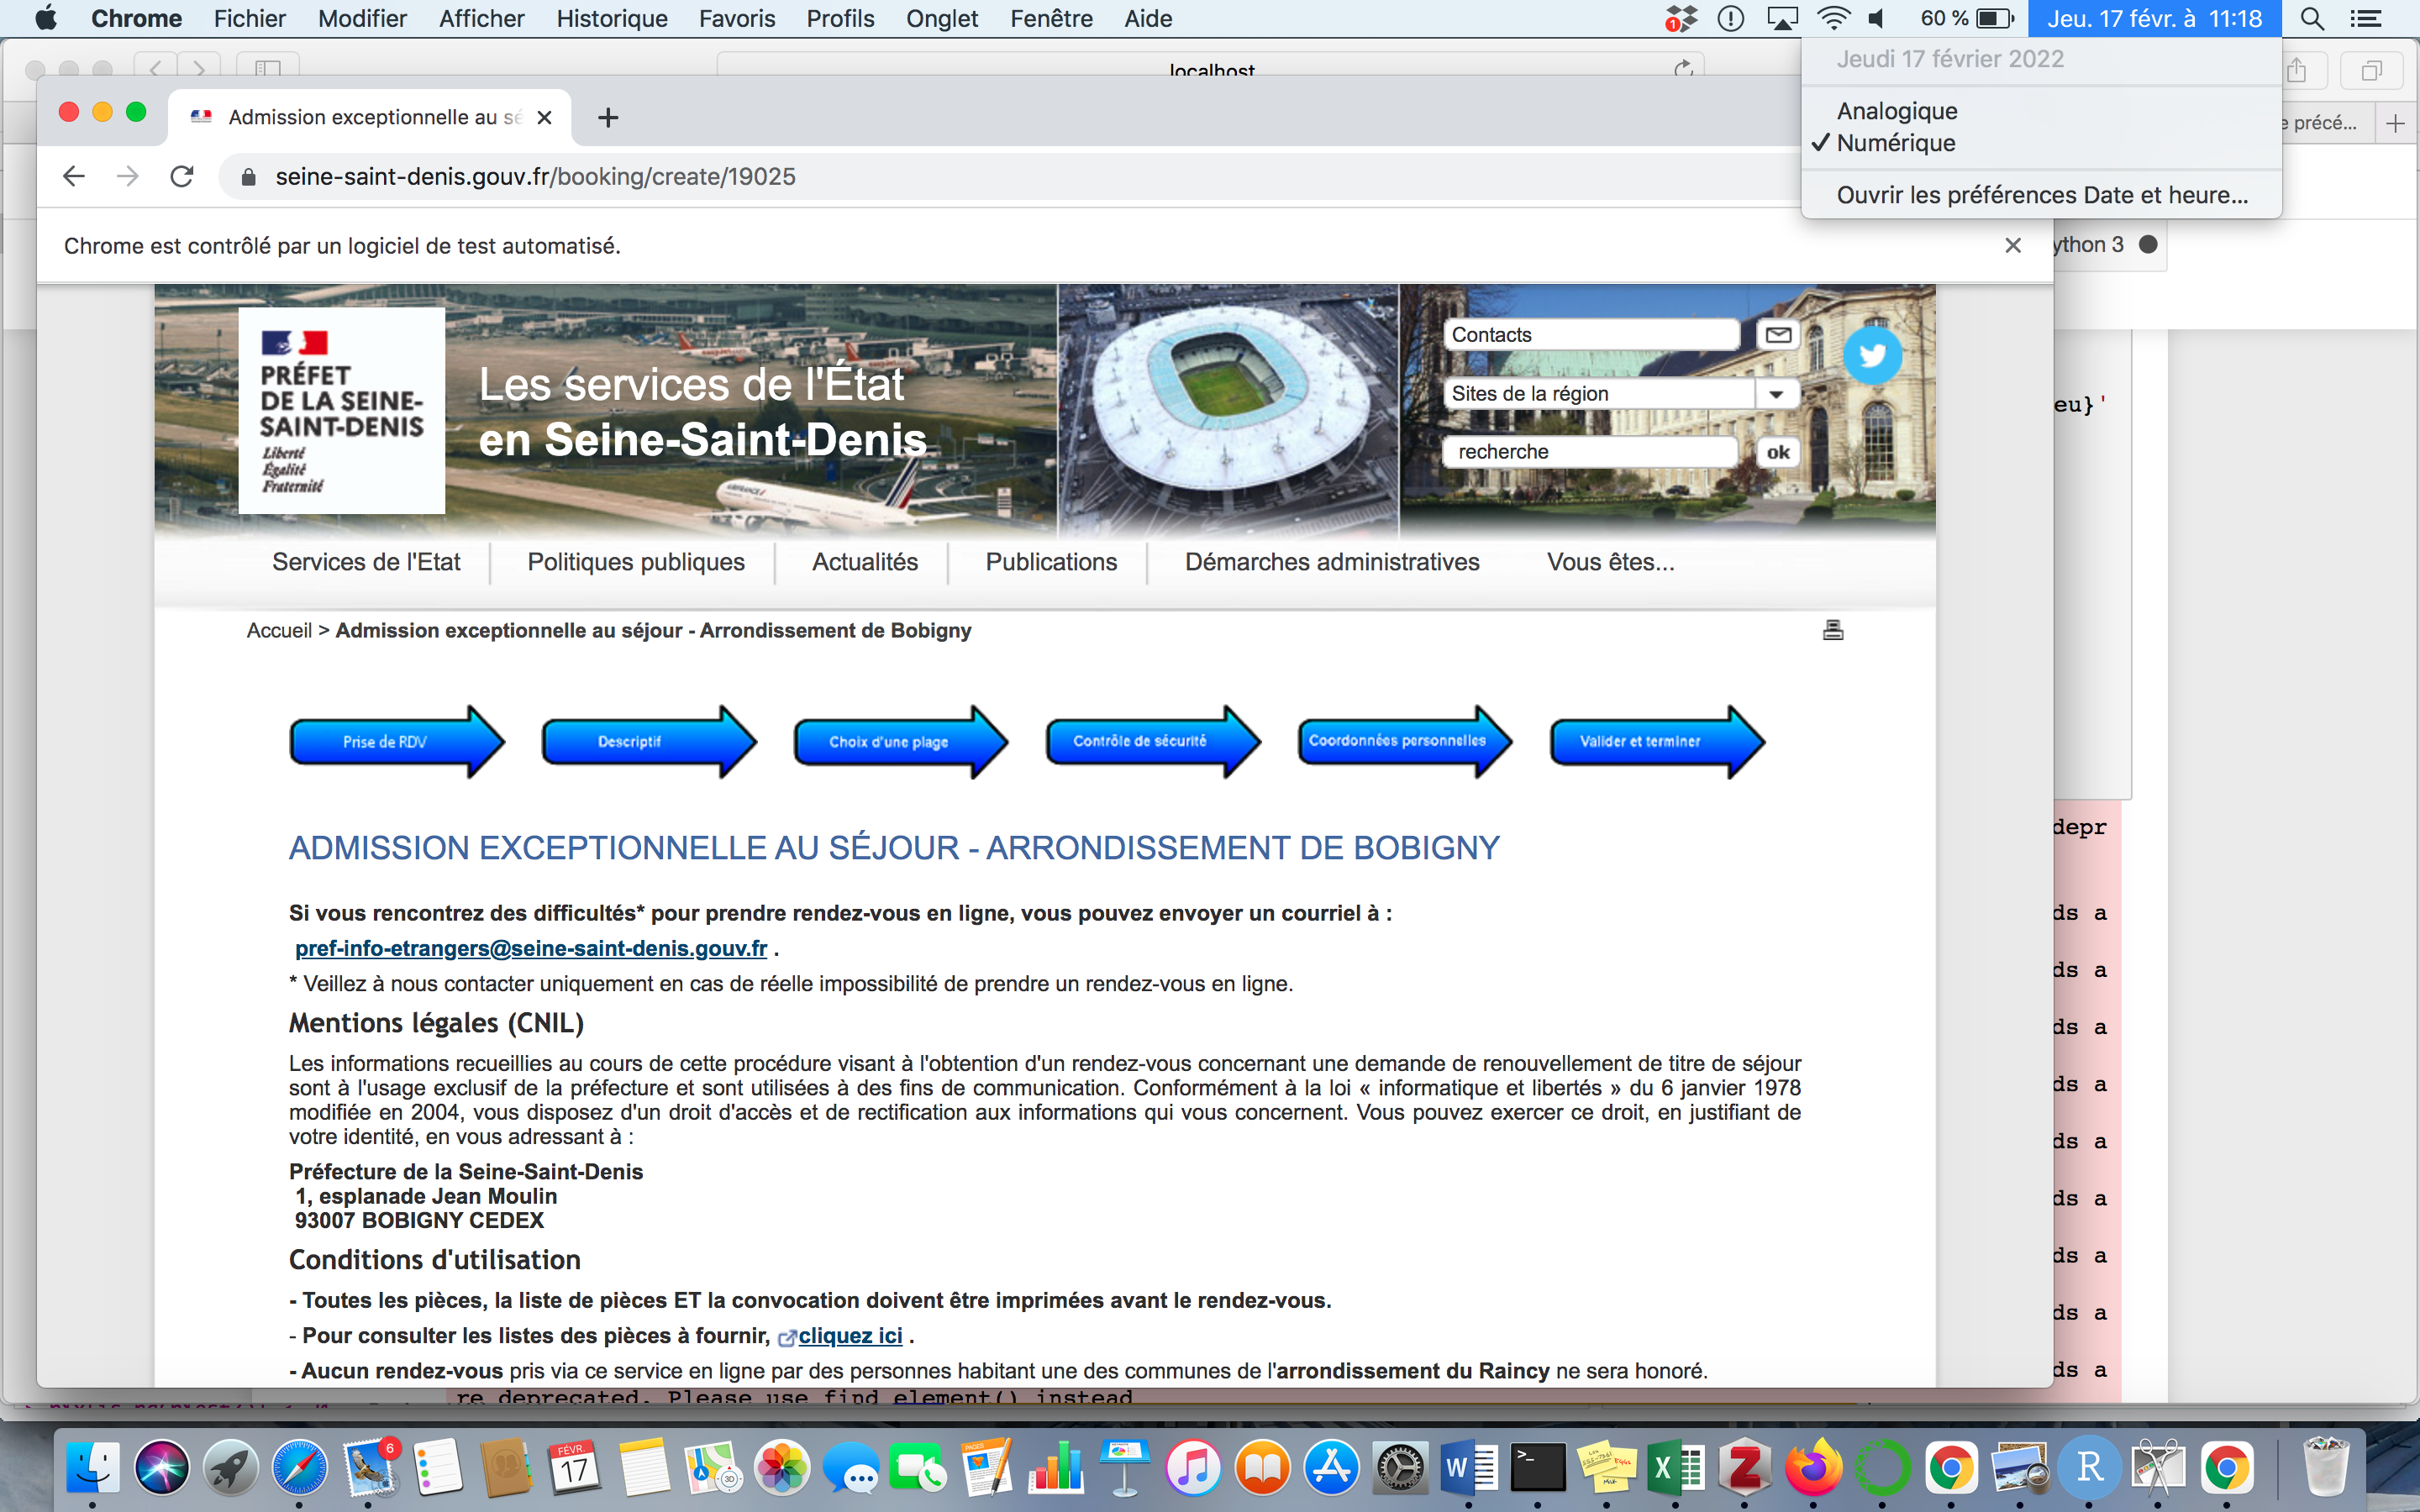 Chrome Fichier Modifier Afficher Historique Favoris Profils Onglet Fenêtre Aide
1 60 % Jeu. 17 févr. à 11:18
Jeudi 17 février 2022
Analogique
✓ Numérique
Ouvrir les préférences Date et heure...
localhost
e précé...
Admission exceptionnelle au sé
seine-saint-denis.gouv.fr/booking/create/19025
Chrome est contrôlé par un logiciel de test automatisé.
ython 3
PRÉFET
DE LA SEINE-
SAINT-DENIS
Liberté
Égalité
Fraternité
Les services de l'État
en Seine-Saint-Denis
Contacts
Sites de la région
recherche
ok
eu}'
Services de l'Etat
Politiques publiques
Actualités
Publications
Démarches administratives
Vous êtes...
Accueil > Admission exceptionnelle au séjour - Arrondissement de Bobigny
Prise de RDV
Descriptif
Choix d'une plage
Contrôle de sécurité
Coordonnées personnelles
Valider et terminer
ADMISSION EXCEPTIONNELLE AU SÉJOUR - ARRONDISSEMENT DE BOBIGNY
depr
Si vous rencontrez des difficultés* pour prendre rendez-vous en ligne, vous pouvez envoyer un courriel à :
ds a
pref-info-etrangers@seine-saint-denis.gouv.fr .
* Veillez à nous contacter uniquement en cas de réelle impossibilité de prendre un rendez-vous en ligne.
ds a
Mentions légales (CNIL)
ds a
Les informations recueillies au cours de cette procédure visant à l'obtention d'un rendez-vous concernant une demande de renouvellement de titre de séjour
sont à l'usage exclusif de la préfecture et sont utilisées à des fins de communication. Conformément à la loi « informatique et libertés » du 6 janvier 1978
ds a
modifiée en 2004, vous disposez d'un droit d'accès et de rectification aux informations qui vous concernent. Vous pouvez exercer ce droit, en justifiant de
votre identité, en vous adressant à :
ds a
Préfecture de la Seine-Saint-Denis
1, esplanade Jean Moulin
ds a
93007 BOBIGNY CEDEX
Conditions d'utilisation
ds a
- Toutes les pièces, la liste de pièces ET la convocation doivent être imprimées avant le rendez-vous.
ds a
- Pour consulter les listes des pièces à fournir, cliquez ici .
- Aucun rendez-vous pris via ce service en ligne par des personnes habitant une des communes de l'arrondissement du Raincy ne sera honoré.
ds a
re deprecated. Please use find_element() instead
6
FÉVR.
17
3D
PAGES
W
>_
X
Z
R